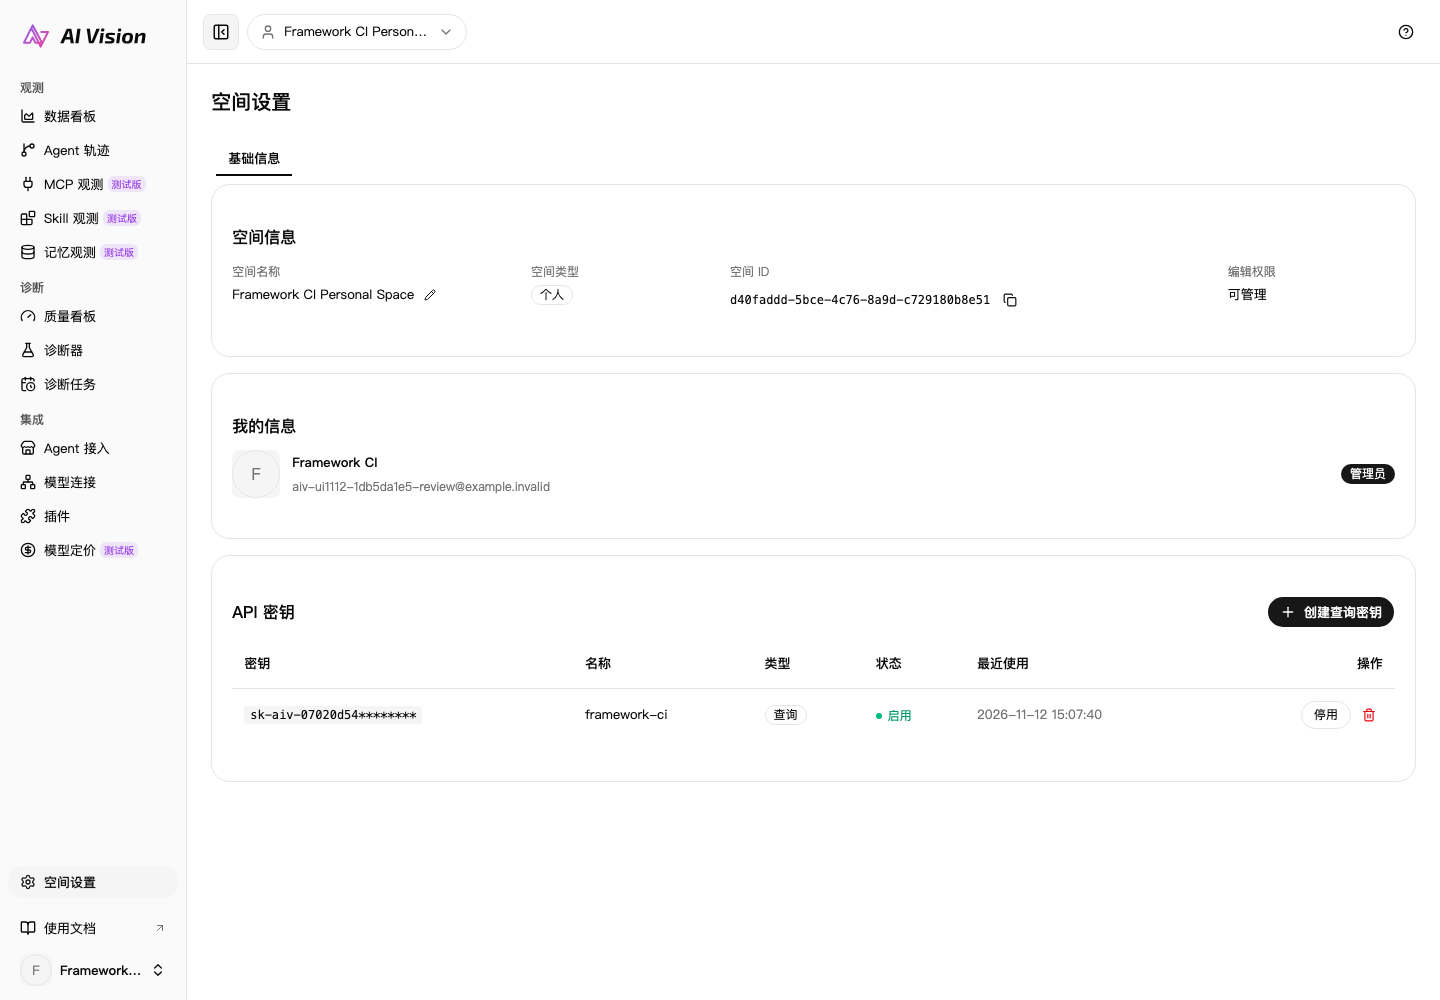 AI Vision
Framework CI Person...
观测
数据看板
Agent 轨迹
MCP 观测 测试版
Skill 观测 测试版
记忆观测 测试版
诊断
质量看板
诊断器
诊断任务
集成
Agent 接入
模型连接
插件
模型定价 测试版
空间设置
使用文档
F Framework...
空间设置
基础信息
空间信息
空间名称 空间类型 空间 ID 编辑权限
Framework CI Personal Space 个人 d40faddd-5bce-4c76-8a9d-c729180b8e51 可管理
我的信息
F
Framework CI
aiv-ui1112-1db5da1e5-review@example.invalid
管理员
API 密钥
创建查询密钥
密钥 名称 类型 状态 最近使用 操作
sk-aiv-07020d54******** framework-ci 查询 启用 2026-11-12 15:07:40 停用